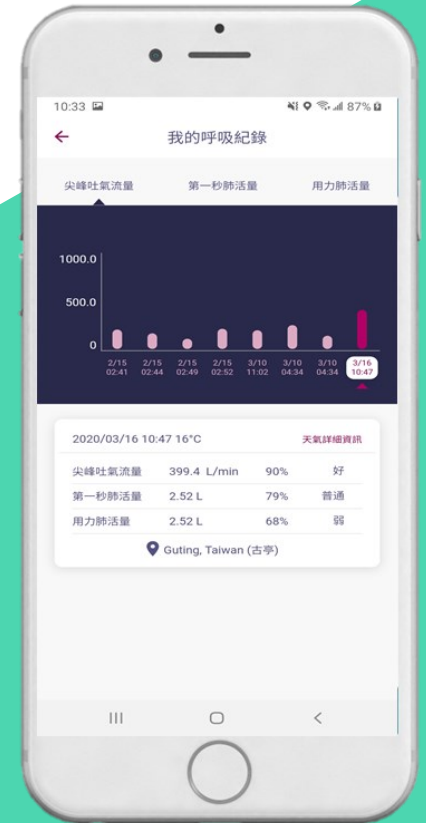 10:33 87%
我的呼吸紀錄
尖峰吐氣流量 第一秒肺活量 用力肺活量
1000.0
500.0
0
2/15 2/15 2/15 2/15 3/10 3/10 3/10 3/16
02:41 02:44 02:49 02:52 11:02 04:34 04:34 10:47
2020/03/16 10:47 16°C 天氣詳細資訊
尖峰吐氣流量 399.4 L/min 90% 好
第一秒肺活量 2.52 L 79% 普通
用力肺活量 2.52 L 68% 弱
Guting, Taiwan (古亭)